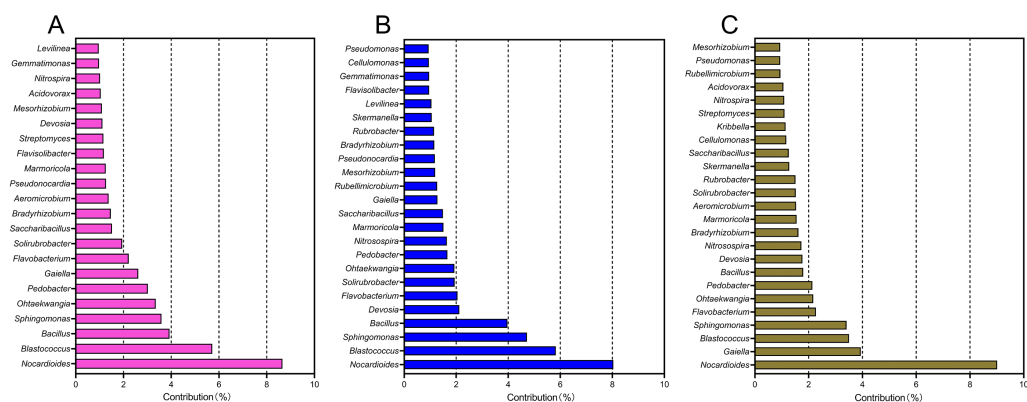 A
Levilinea
Gemmatimonas
Nitrospira
Acidovorax
Mesorhizobium
Devosia
Streptomyces
Flavisolibacter
Marmoricola
Pseudonocardia
Aeromicrobium
Bradyrhizobium
Saccharibacillus
Solirubrobacter
Flavobacterium
Gaiella
Pedobacter
Ohtaekwangia
Sphingomonas
Bacillus
Blastococcus
Nocardioides
0 2 4 6 8 10
Contribution（%）
B
Pseudomonas
Cellulomonas
Gemmatimonas
Flavisolibacter
Levilinea
Skermanella
Rubrobacter
Bradyrhizobium
Pseudonocardia
Mesorhizobium
Rubellimicrobium
Gaiella
Saccharibacillus
Marmoricola
Nitrosospira
Pedobacter
Ohtaekwangia
Solirubrobacter
Flavobacterium
Devosia
Bacillus
Sphingomonas
Blastococcus
Nocardioides
0 2 4 6 8 10
Contribution（%）
C
Mesorhizobium
Pseudomonas
Rubellimicrobium
Acidovorax
Nitrospira
Streptomyces
Kribbella
Cellulomonas
Saccharibacillus
Skermanella
Rubrobacter
Solirubrobacter
Aeromicrobium
Marmoricola
Bradyrhizobium
Nitrosospira
Devosia
Bacillus
Pedobacter
Ohtaekwangia
Flavobacterium
Sphingomonas
Blastococcus
Gaiella
Nocardioides
0 2 4 6 8 10
Contribution（%）